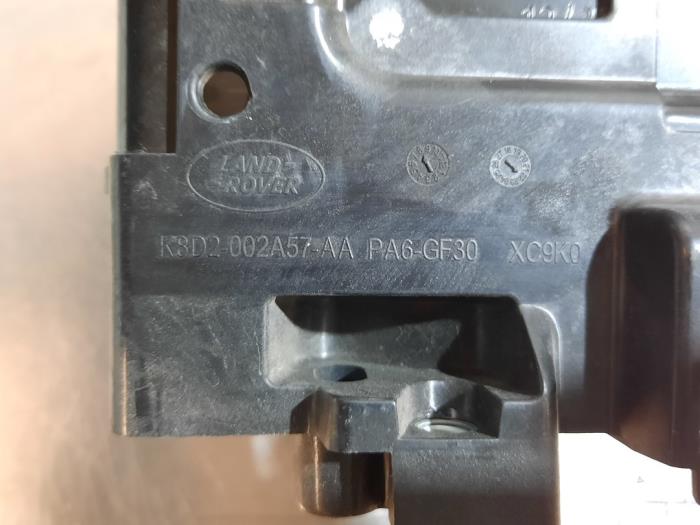 LAND-
ROVER
K8D2-002A57-AA PA6-GF30 XC9K0